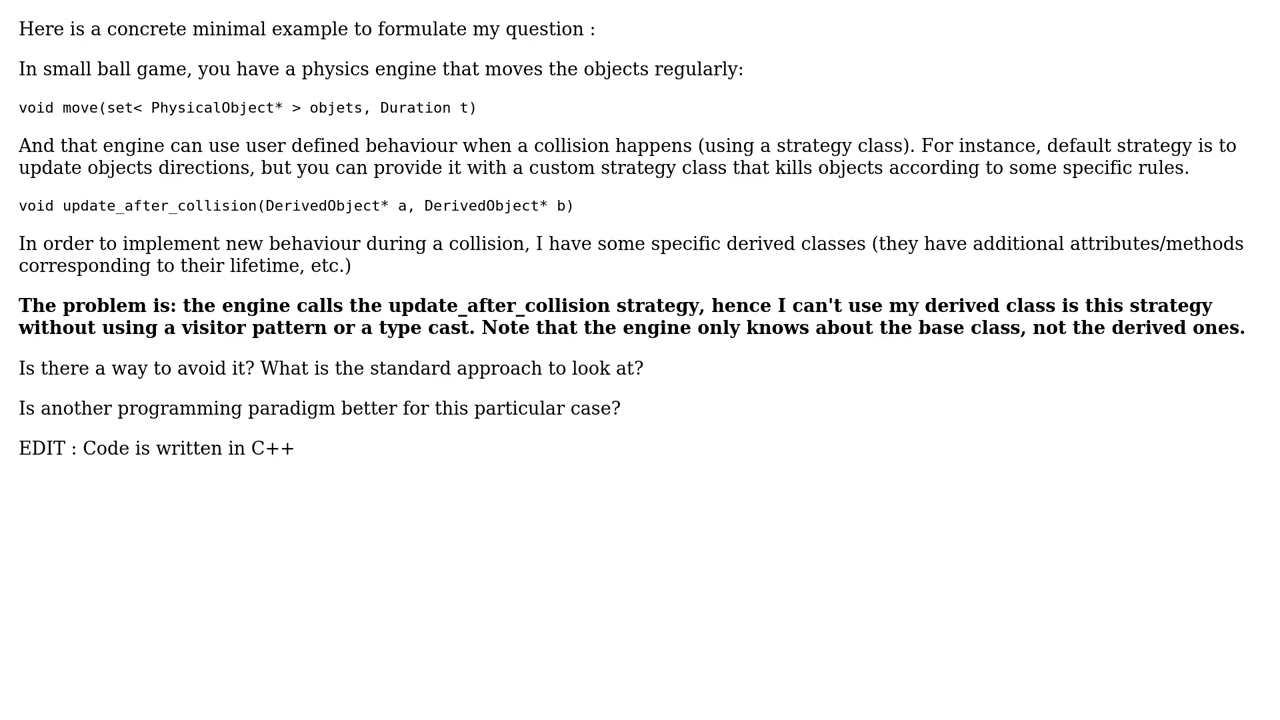 Here is a concrete minimal example to formulate my question :
In small ball game, you have a physics engine that moves the objects regularly:
void move(set< PhysicalObject* > objets, Duration t)
And that engine can use user defined behaviour when a collision happens (using a strategy class). For instance, default strategy is to
update objects directions, but you can provide it with a custom strategy class that kills objects according to some specific rules.
void update_after_collision(DerivedObject* a, DerivedObject* b)
In order to implement new behaviour during a collision, I have some specific derived classes (they have additional attributes/methods
corresponding to their lifetime, etc.)
The problem is: the engine calls the update_after_collision strategy, hence I can't use my derived class is this strategy
without using a visitor pattern or a type cast. Note that the engine only knows about the base class, not the derived ones.
Is there a way to avoid it? What is the standard approach to look at?
Is another programming paradigm better for this particular case?
EDIT : Code is written in C++